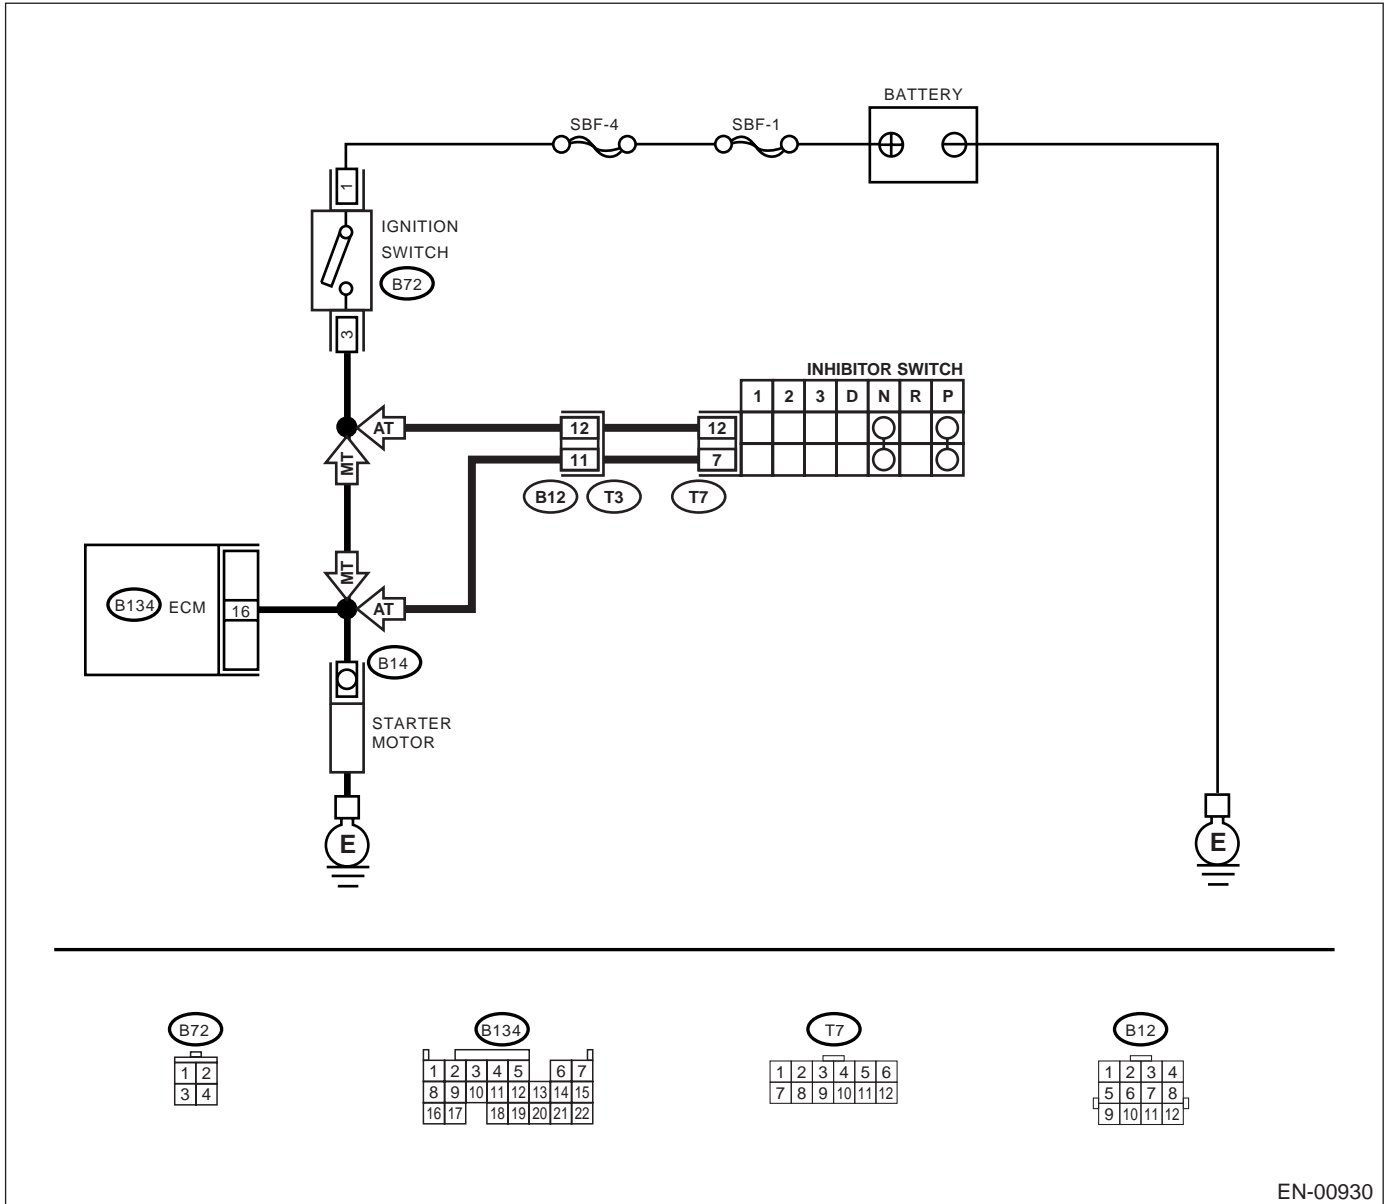 BATTERY
SBF-4 SBF-1
1
IGNITION
SWITCH
B72
3
INHIBITOR SWITCH
1 2 3 D N R P
AT 12 12
MT 11 7
B12 T3 T7
MT
B134 ECM 16 AT
B14
STARTER
MOTOR
E E
B72 B134 T7 B12
1 2
3 4
1 2 3 4 5 6 7
8 9 10 11 12 13 14 15
16 17 18 19 20 21 22
1 2 3 4 5 6
7 8 9 10 11 12
1 2 3 4
5 6 7 8
9 10 11 12
EN-00930